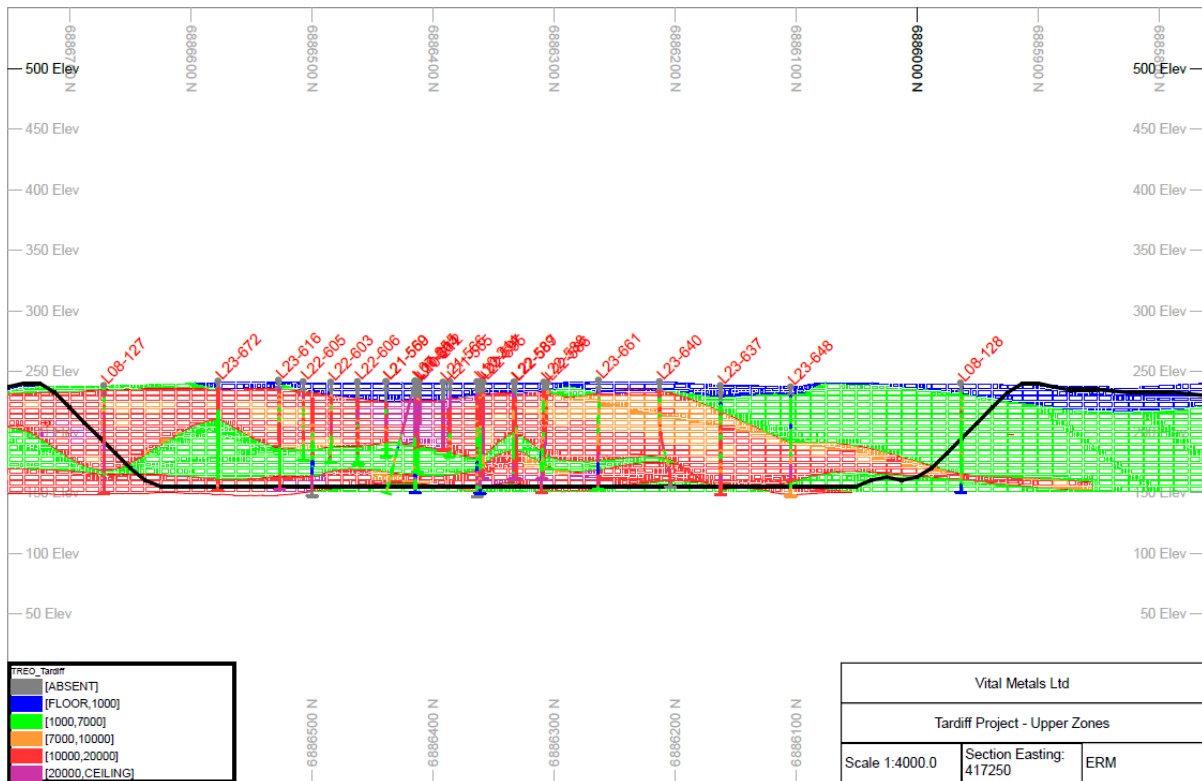 6886700 N
6886600 N
6886500 N
6886400 N
6886300 N
6886200 N
6886100 N
6886000 N
6885900 N
6885800 N
500 Elev
500 Elev
450 Elev
450 Elev
400 Elev
400 Elev
350 Elev
350 Elev
300 Elev
300 Elev
250 Elev
250 Elev
L08-127
L23-672
L23-616
L22-605
L22-603
L22-606
L23-661
L23-640
L23-637
L23-648
L08-128
150 Elev
150 Elev
100 Elev
100 Elev
50 Elev
50 Elev
TREO_Tardiff
[ABSENT]
[FLOOR,1000]
[1000,7000]
[7000,10000]
[10000,20000]
[20000,CEILING]
6886500 N
6886400 N
6886300 N
6886200 N
6886100 N
Vital Metals Ltd
Tardiff Project - Upper Zones
Scale 1:4000.0
Section Easting:
417250
ERM